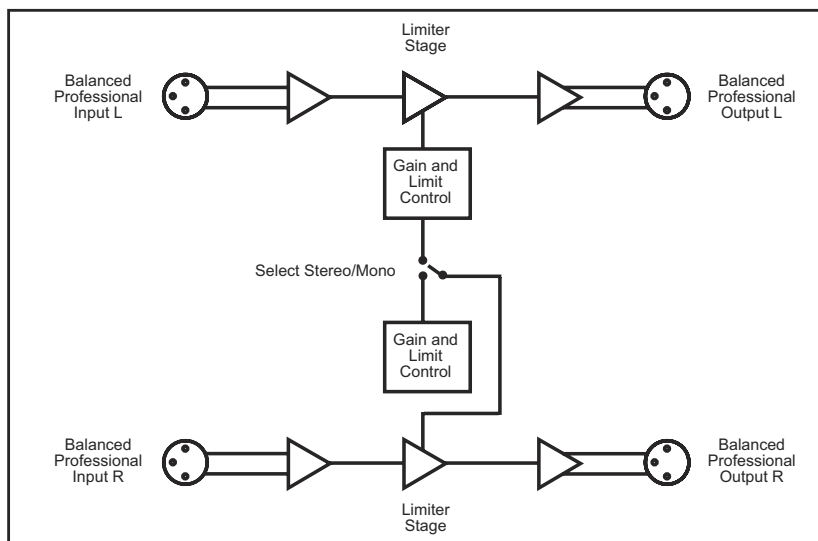 Limiter
Stage
Balanced
Professional
Input L
Balanced
Professional
Output L
Gain and
Limit
Control
Select Stereo/Mono
Gain and
Limit
Control
Balanced
Professional
Input R
Balanced
Professional
Output R
Limiter
Stage